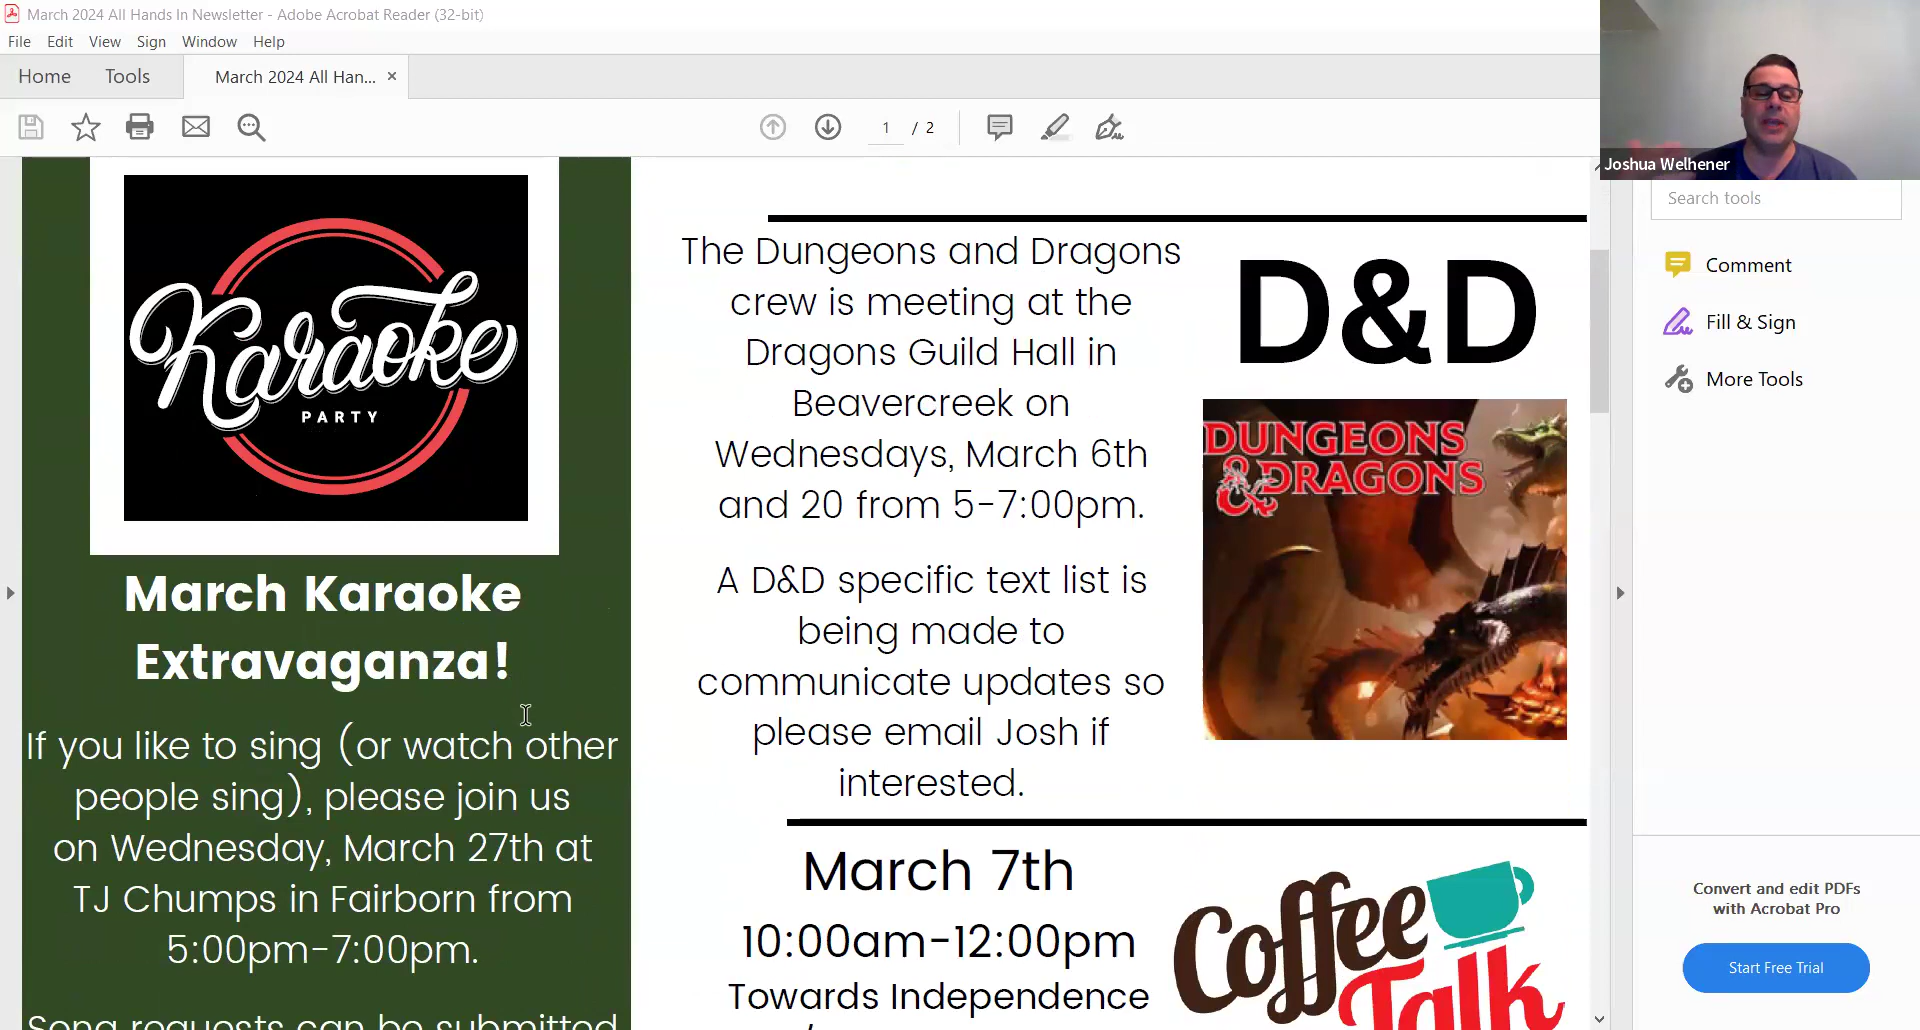 March 2024 All Hands In Newsletter - Adobe Acrobat Reader (32-bit)
File Edit View Sign Window Help
Home Tools March 2024 All Han... ×
1 / 2
Joshua Welhener
Search tools
Comment
Fill & Sign
More Tools
Convert and edit PDFs
with Acrobat Pro
Start Free Trial
Karaoke
PARTY
March Karaoke
Extravaganza!
If you like to sing (or watch other
people sing), please join us
on Wednesday, March 27th at
TJ Chumps in Fairborn from
5:00pm-7:00pm.
Song requests can be submitted
The Dungeons and Dragons
crew is meeting at the
Dragons Guild Hall in
Beavercreek on
Wednesdays, March 6th
and 20 from 5-7:00pm.
A D&D specific text list is
being made to
communicate updates so
please email Josh if
interested.
D&D
DUNGEONS
& DRAGONS
March 7th
10:00am-12:00pm
Towards Independence
Coffee
Talk